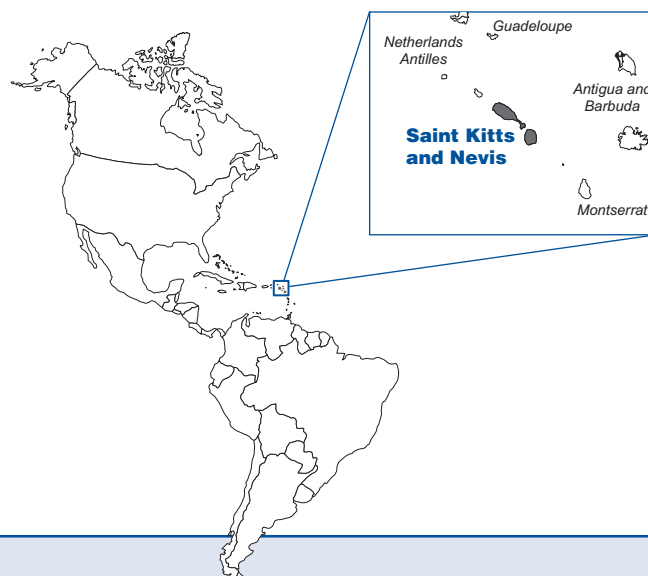 Guadeloupe
Netherlands
Antilles
Antigua and
Barbuda
Saint Kitts
and Nevis
Montserrat